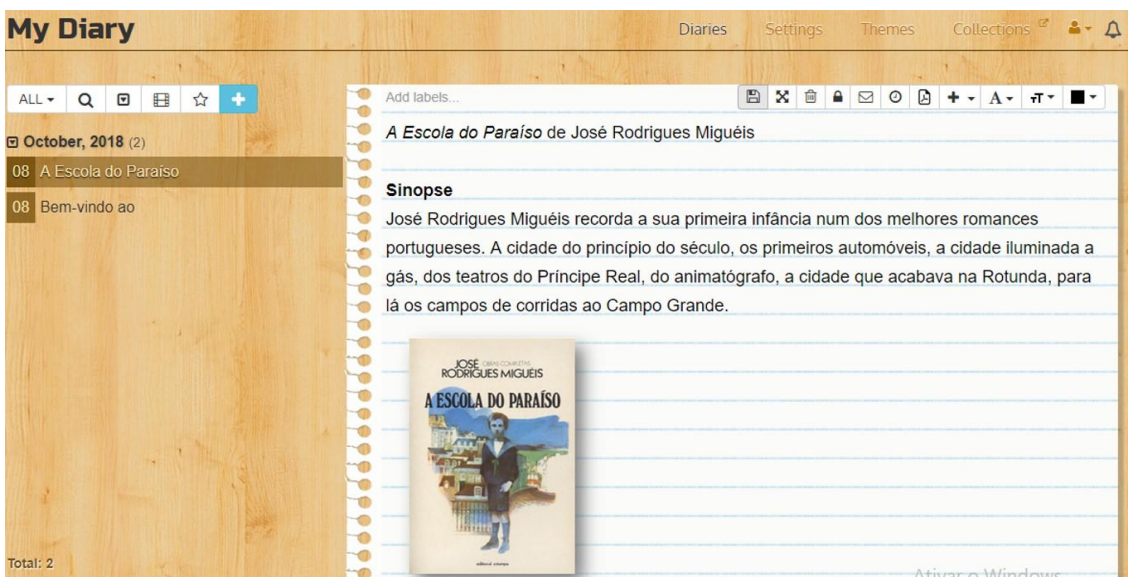 My Diary
Diaries Settings Themes Collections
ALL
Add labels...
October, 2018 (2)
08 A Escola do Paraíso
08 Bem-vindo ao
Total: 2
A Escola do Paraíso de José Rodrigues Miguéis
Sinopse
José Rodrigues Miguéis recorda a sua primeira infância num dos melhores romances
portugueses. A cidade do princípio do século, os primeiros automóveis, a cidade iluminada a
gás, dos teatros do Príncipe Real, do animatógrafo, a cidade que acabava na Rotunda, para
lá os campos de corridas ao Campo Grande.
JOSÉ OBRAS COMPLETAS
RODRIGUES MIGUÉIS
A ESCOLA DO PARAÍSO
editorial estampa
Ativar o Windows